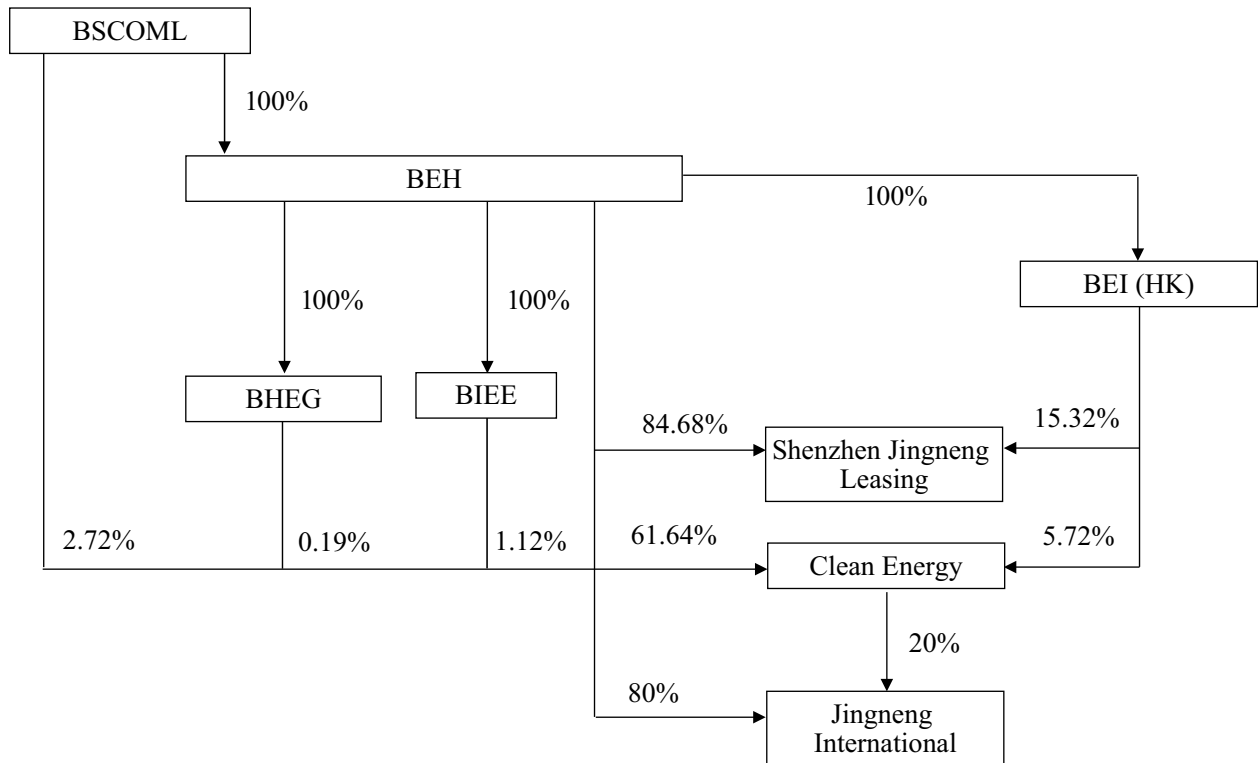 BSCOML
100%
BEH
100%
BEI (HK)
100%
100%
BHEG
BIEE
84.68%
15.32%
Shenzhen Jingneng
Leasing
2.72%
0.19%
1.12%
61.64%
5.72%
Clean Energy
20%
80%
Jingneng
International